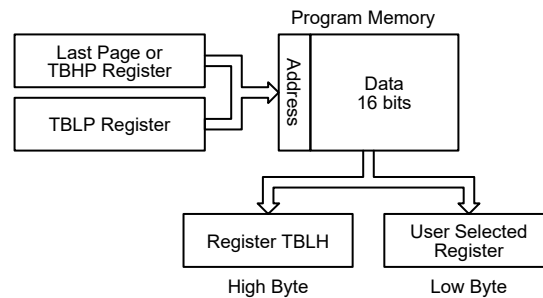 Program Memory
Last Page or
TBHP Register
TBLP Register
Address
Data
16 bits
Register TBLH
User Selected
Register
High Byte
Low Byte